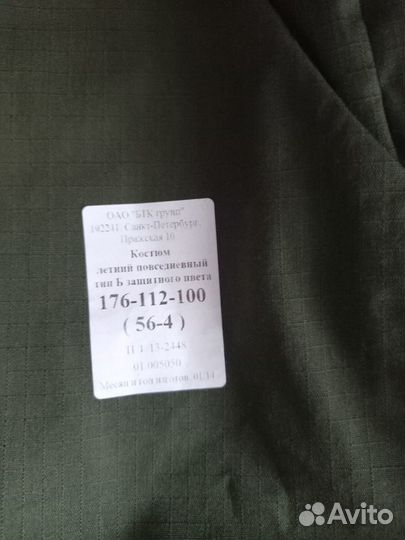 ОАО "БТК групп"
192241, Санкт-Петербург,
Пражская 10
Костюм
летний повседневный
тип Б защитного цвета
176-112-100
( 56-4 )
П 1-13-2448
01 005050
Месяц и год изготов. 01.14
Avito